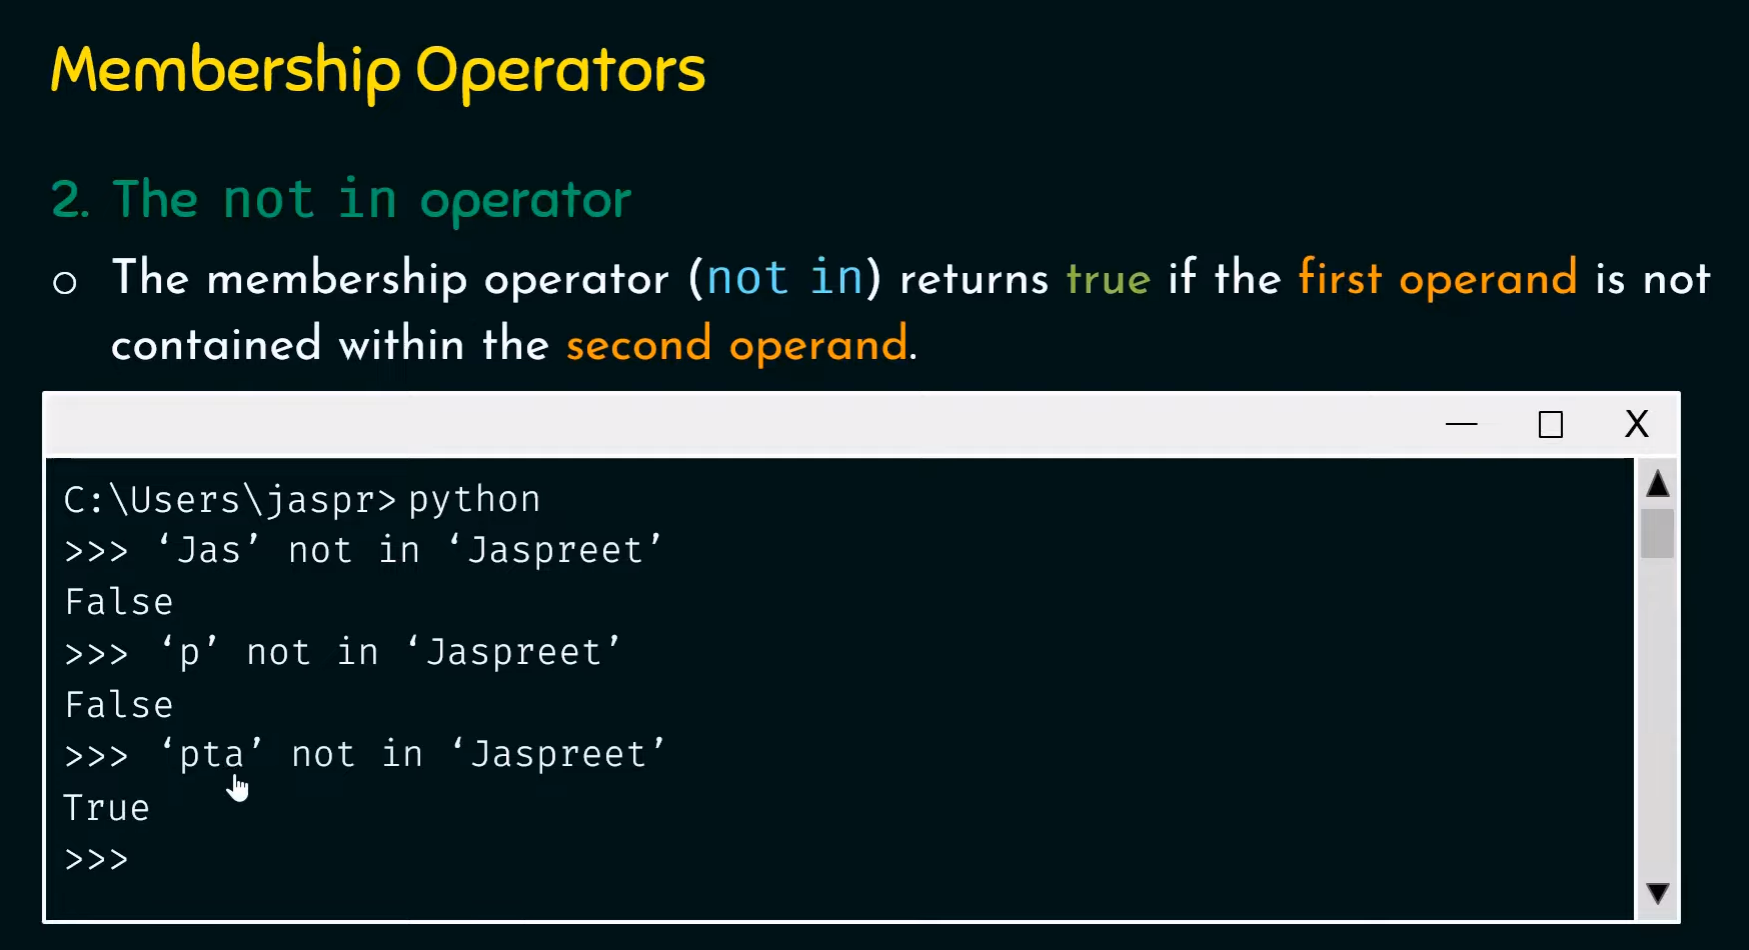 Membership Operators
2. The not in operator
○ The membership operator (not in) returns true if the first operand is not
contained within the second operand.
— □ X
C:\Users\jaspr> python
>>> ‘Jas’ not in ‘Jaspreet’
False
>>> ‘p’ not in ‘Jaspreet’
False
>>> ‘pta’ not in ‘Jaspreet’
True
>>>